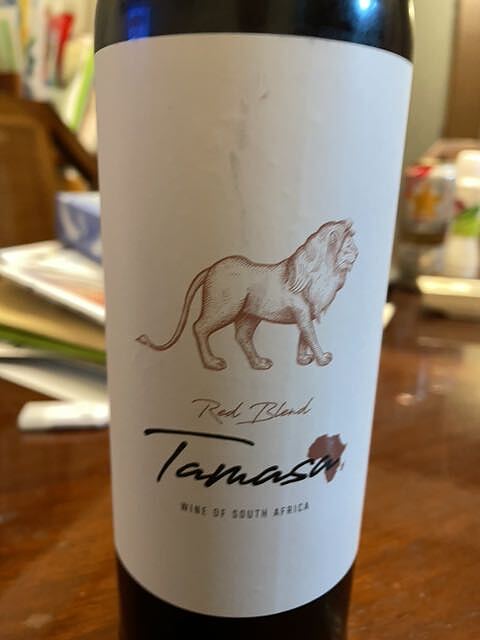 Red Blend
Tamasa
WINE OF SOUTH AFRICA